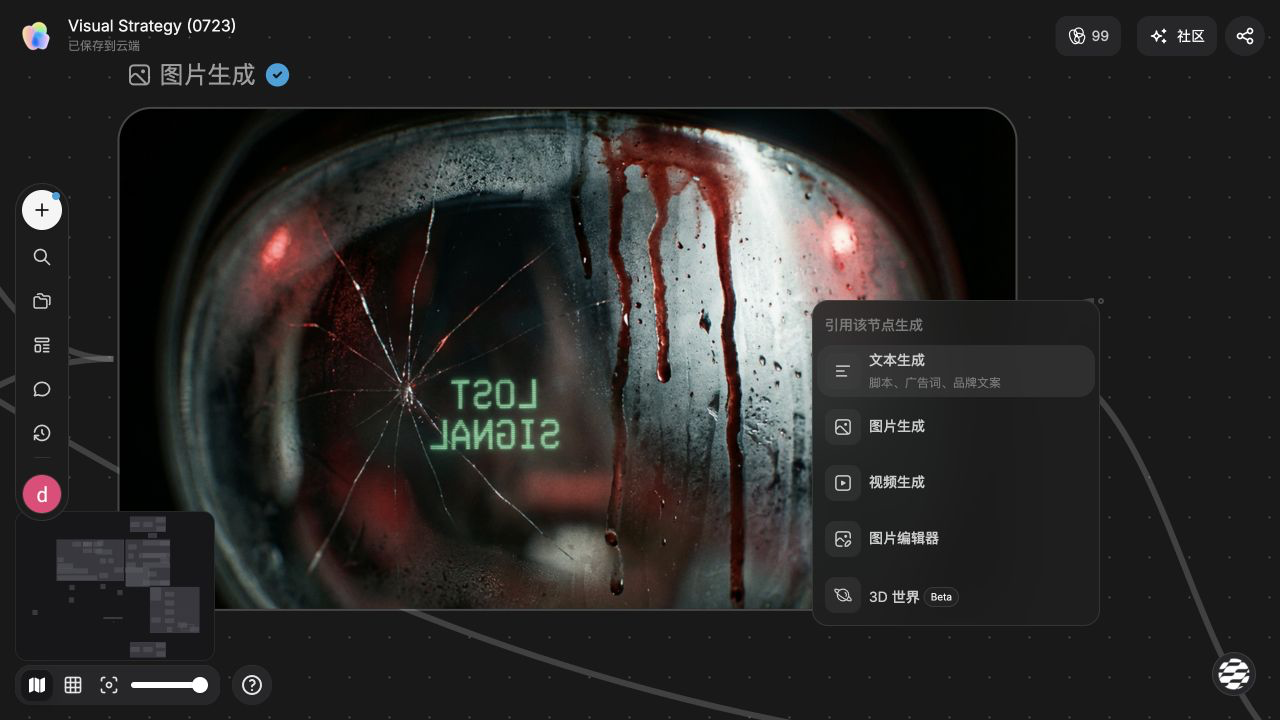 Visual Strategy (0723)
已保存到云端
99
社区
图片生成
LOST
SIGNAL
引用该节点生成
文本生成
脚本、广告词、品牌文案
图片生成
视频生成
图片编辑器
3D 世界 Beta
d